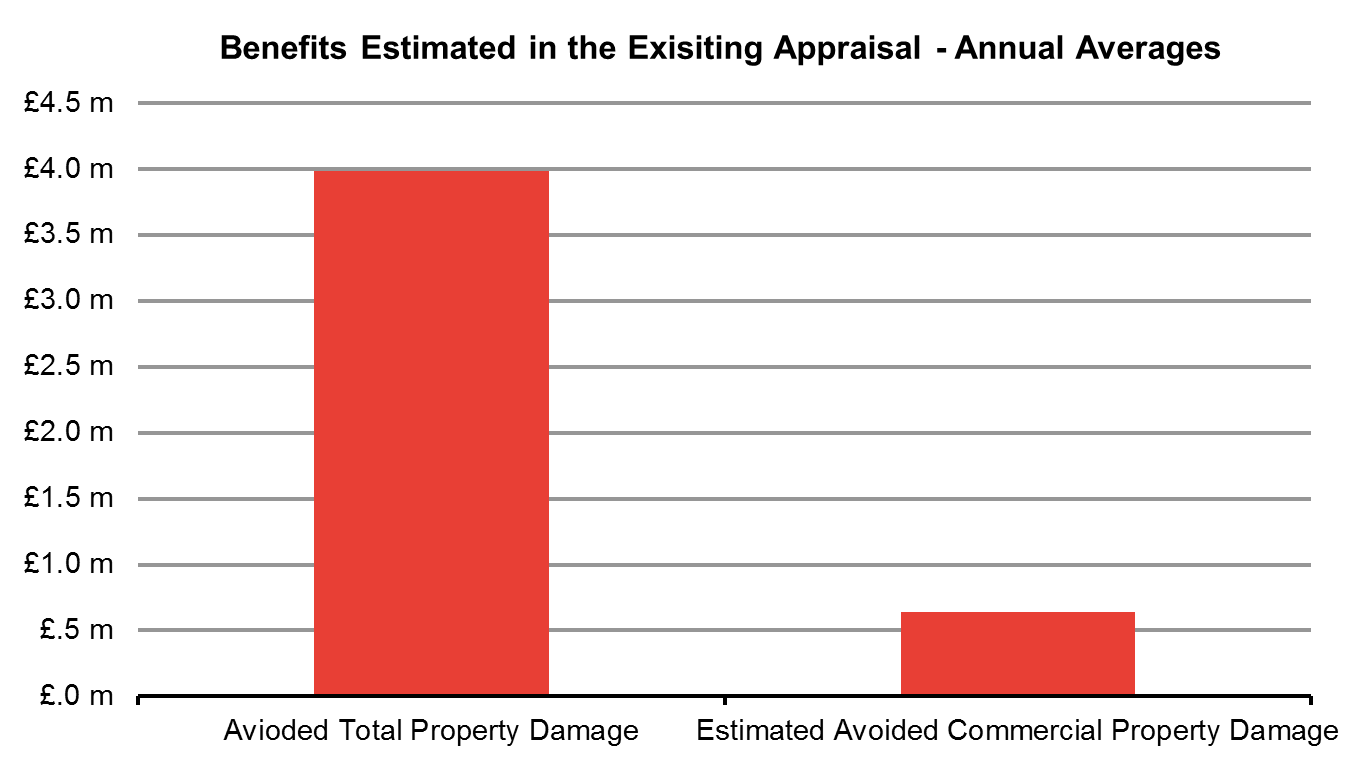 Benefits Estimated in the Exisiting Appraisal - Annual Averages
£4.5 m
£4.0 m
£3.5 m
£3.0 m
£2.5 m
£2.0 m
£1.5 m
£1.0 m
£.5 m
£.0 m
Avioded Total Property Damage
Estimated Avoided Commercial Property Damage